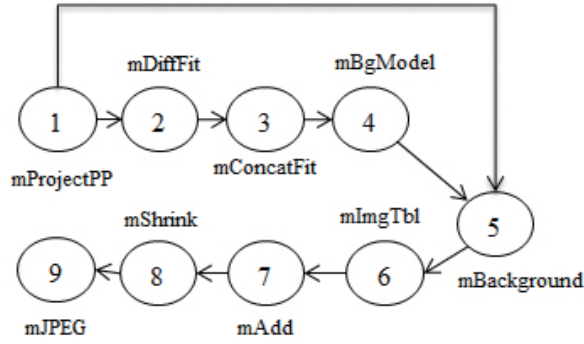 mDiffFit
mBgModel
1
2
3
4
mProjectPP
mConcatFit
mShrink
mImgTbl
5
9
8
7
6
mBackground
mJPEG
mAdd